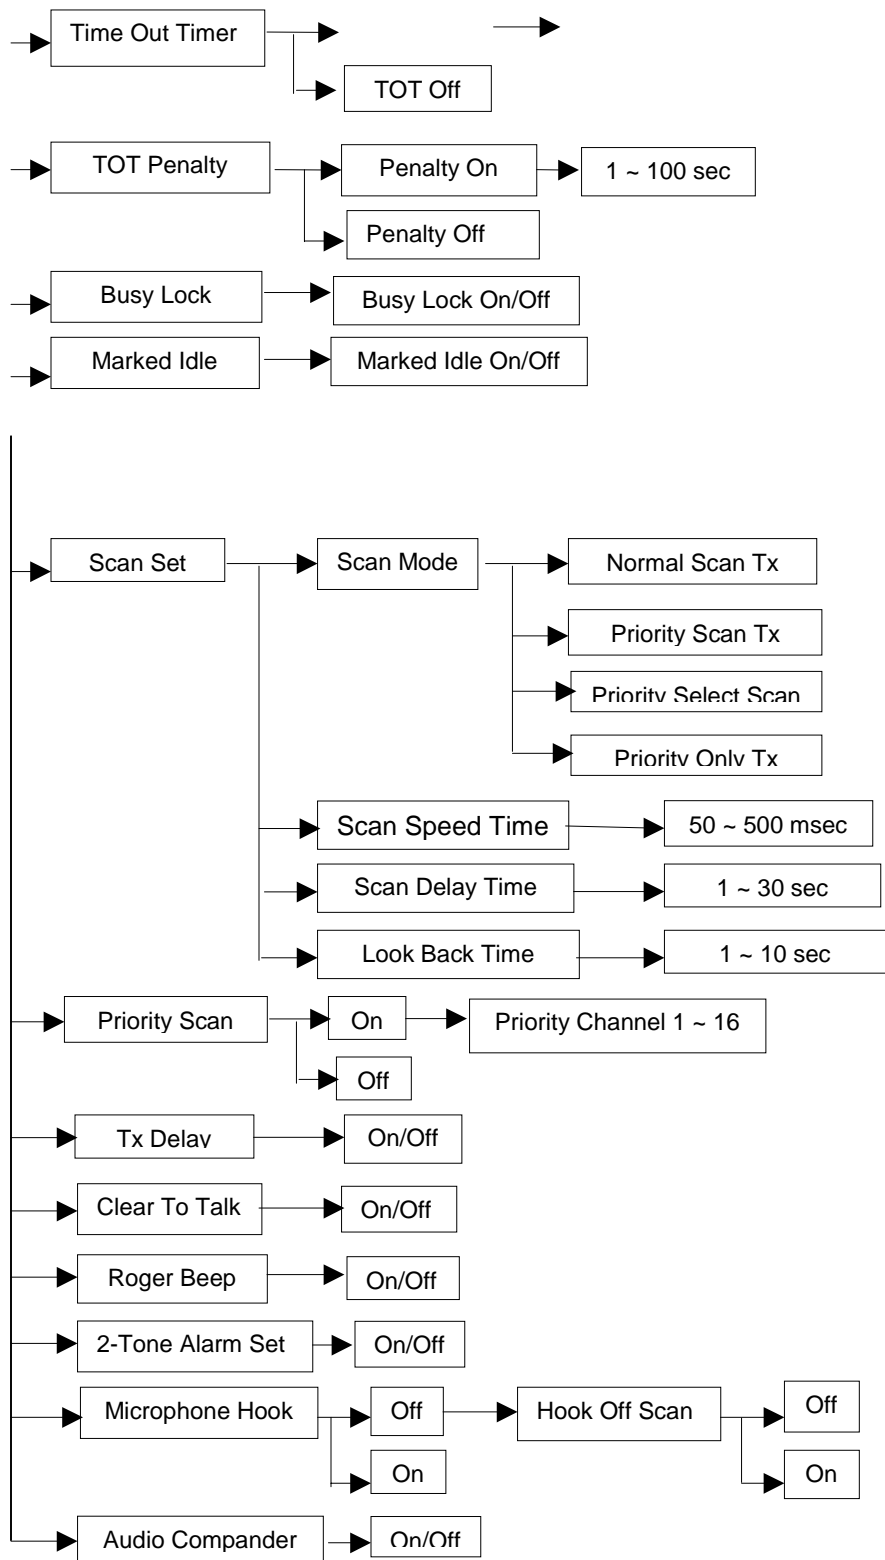 Time Out Timer
TOT Off
TOT Penalty
Penalty On
1 ~ 100 sec
Penalty Off
Busy Lock
Busy Lock On/Off
Marked Idle
Marked Idle On/Off
Scan Set
Scan Mode
Normal Scan Tx
Priority Scan Tx
Priority Select Scan
Priority Only Tx
Scan Speed Time
50 ~ 500 msec
Scan Delay Time
1 ~ 30 sec
Look Back Time
1 ~ 10 sec
Priority Scan
On
Priority Channel 1 ~ 16
Off
Tx Delay
On/Off
Clear To Talk
On/Off
Roger Beep
On/Off
2-Tone Alarm Set
On/Off
Microphone Hook
Off
Hook Off Scan
Off
On
On
Audio Compander
On/Off